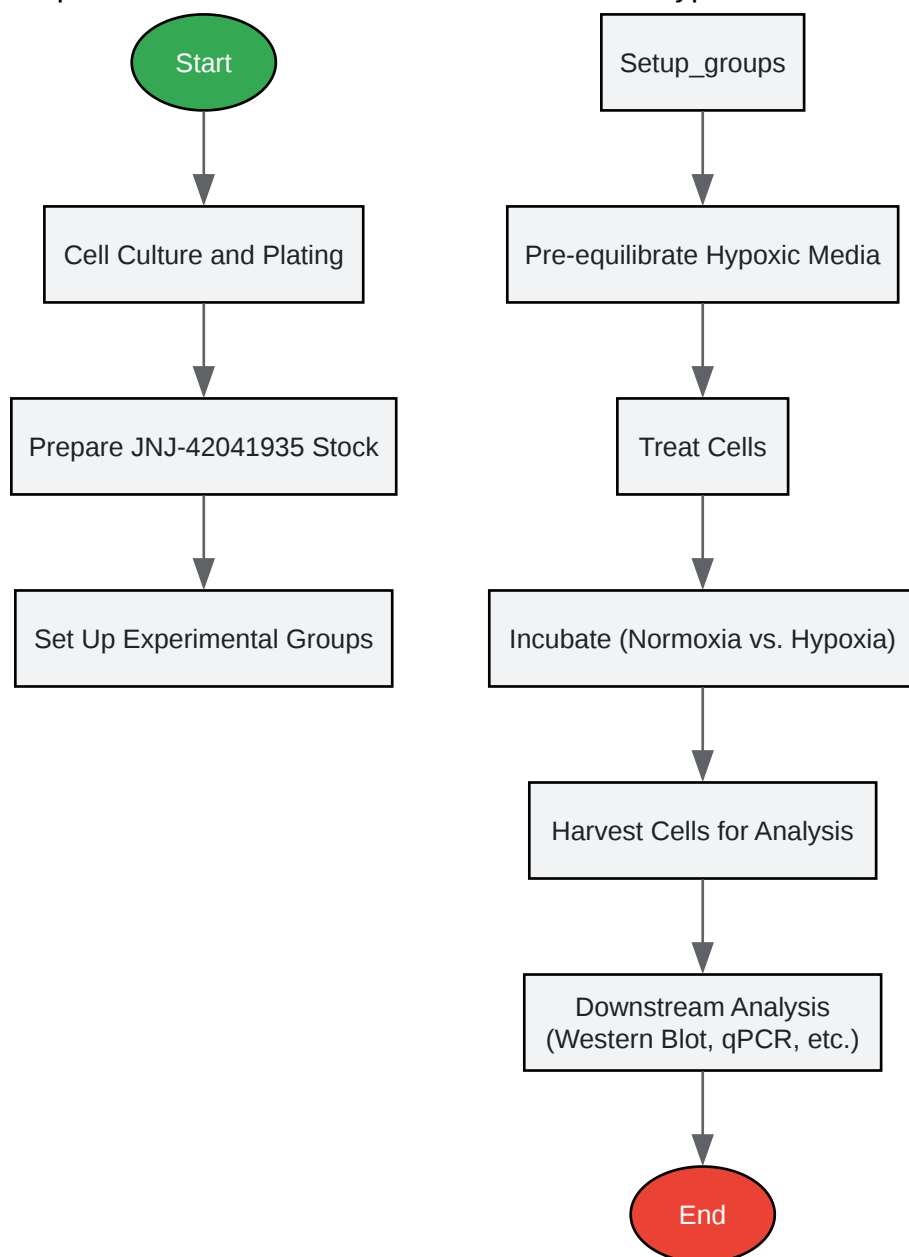 Start
Cell Culture and Plating
Prepare JNJ-42041935 Stock
Set Up Experimental Groups
Setup_groups
Pre-equilibrate Hypoxic Media
Treat Cells
Incubate (Normoxia vs. Hypoxia)
Harvest Cells for Analysis
Downstream Analysis
(Western Blot, qPCR, etc.)
End